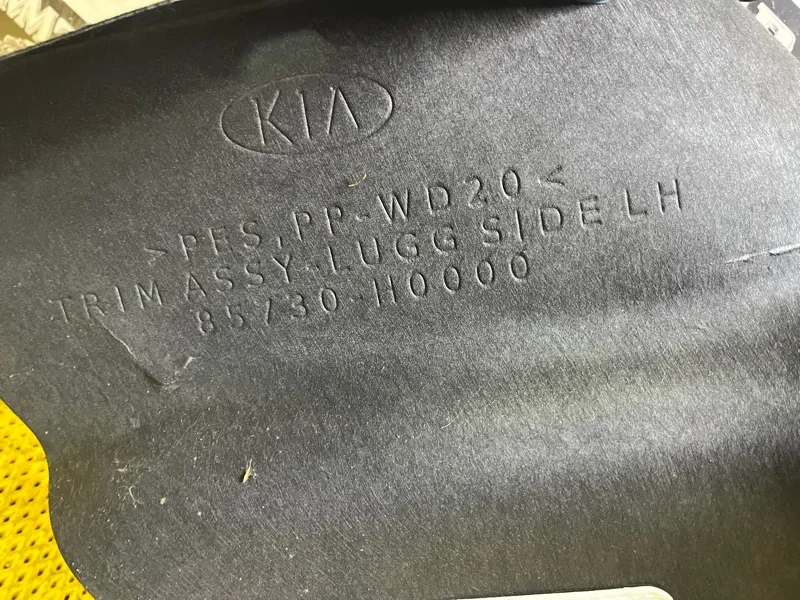 KIA
>PES,PP-WD20<
TRIM ASSY-LUGG SIDE LH
85730-H0000